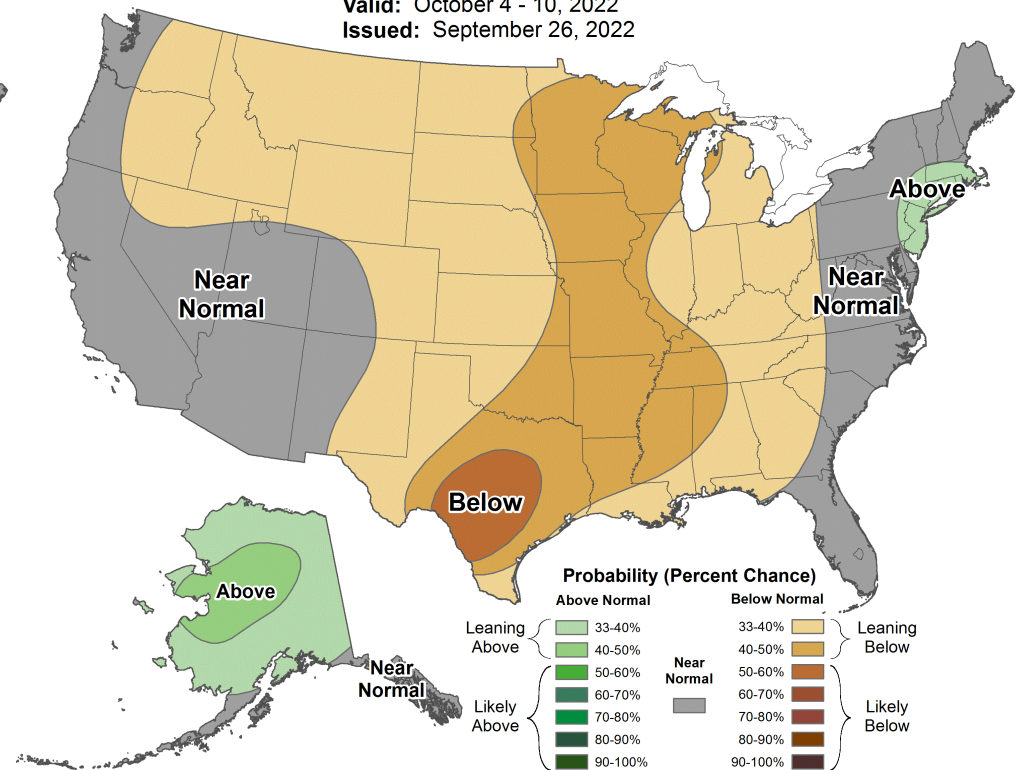 Valid: October 4 - 10, 2022
Issued: September 26, 2022
Above
Near
Normal
Near
Normal
Below
Above
Near
Normal
Probability (Percent Chance)
Above Normal
Below Normal
Leaning
Above
33-40%
40-50%
50-60%
60-70%
70-80%
80-90%
90-100%
Likely
Above
Near
Normal
33-40%
40-50%
50-60%
60-70%
70-80%
80-90%
90-100%
Leaning
Below
Likely
Below